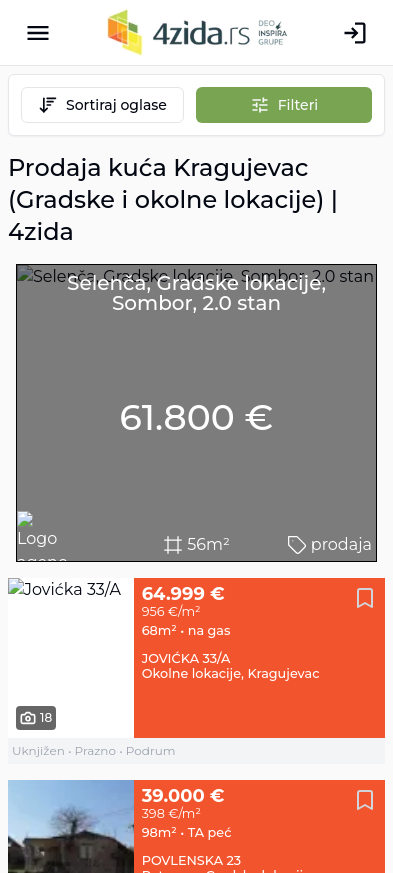 4zida.rs DEO INSPIRA GRUPE
Sortiraj oglase
Filteri
Prodaja kuća Kragujevac
(Gradske i okolne lokacije) |
4zida
Selenča, Gradske lokacije, Sombor, 2.0 stan
Selenča, Gradske lokacije,
Sombor, 2.0 stan
61.800 €
Logo
56m²
prodaja
Jovićka 33/A
64.999 €
956 €/m²
68m² • na gas
JOVIĆKA 33/A
Okolne lokacije, Kragujevac
18
Uknjižen • Prazno • Podrum
39.000 €
398 €/m²
98m² • TA peć
POVLENSKA 23